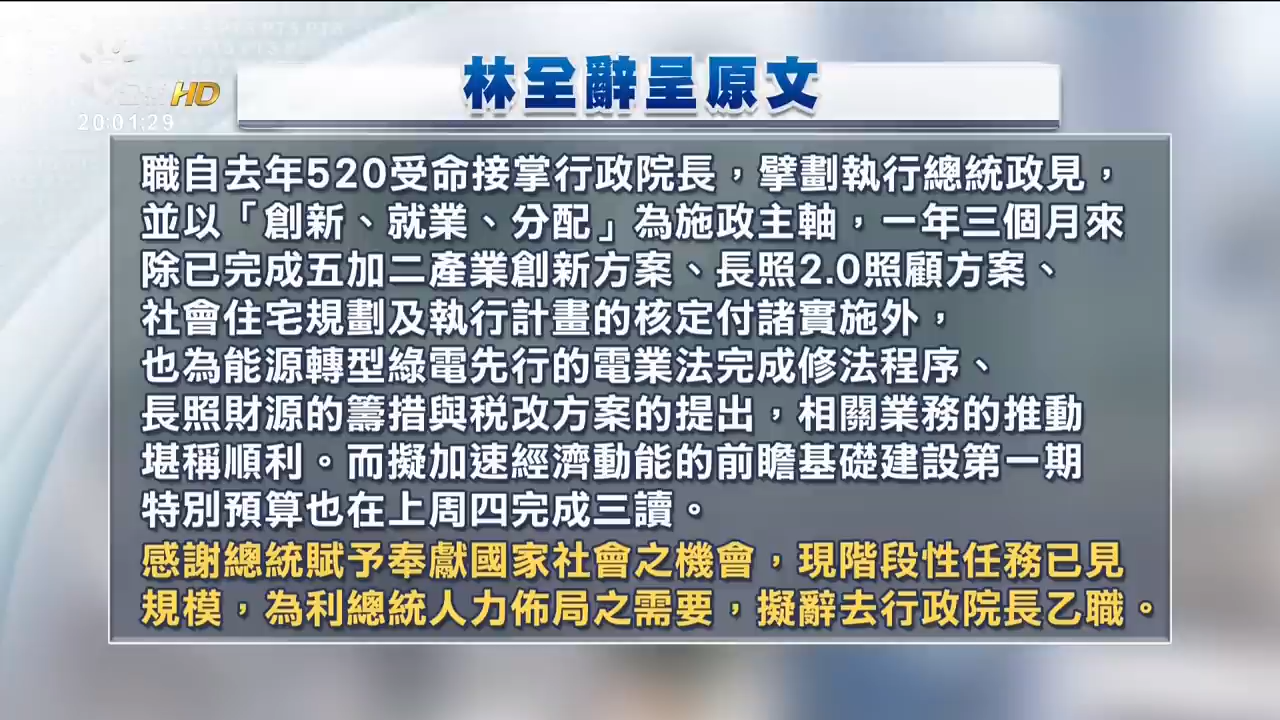 林全辭呈原文
HD
20:01:29
職自去年520受命接掌行政院長，擘劃執行總統政見，
並以「創新、就業、分配」為施政主軸，一年三個月來
除已完成五加二產業創新方案、長照2.0照顧方案、
社會住宅規劃及執行計畫的核定付諸實施外，
也為能源轉型綠電先行的電業法完成修法程序、
長照財源的籌措與稅改方案的提出，相關業務的推動
堪稱順利。而擬加速經濟動能的前瞻基礎建設第一期
特別預算也在上周四完成三讀。
感謝總統賦予奉獻國家社會之機會，現階段性任務已見
規模，為利總統人力佈局之需要，擬辭去行政院長乙職。